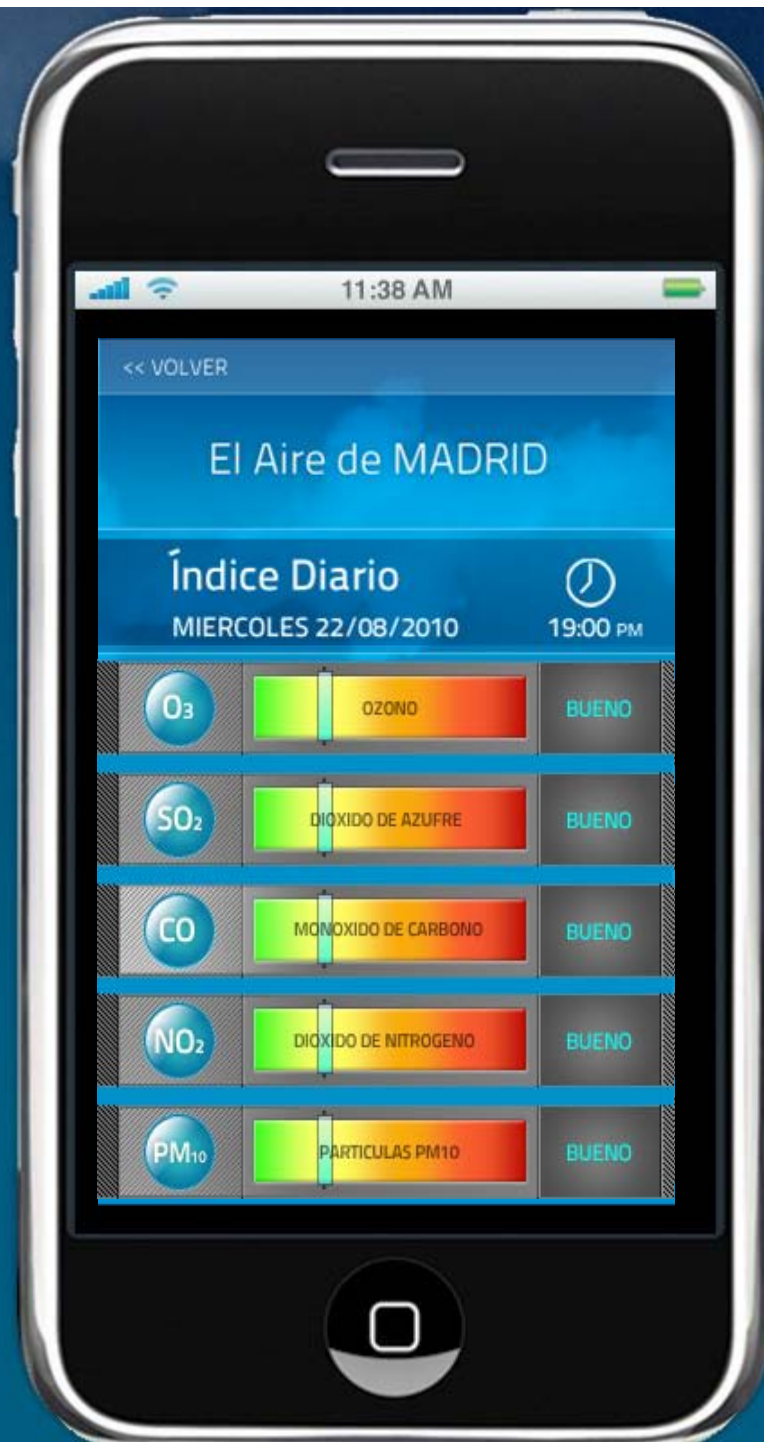 11:38 AM
<< VOLVER
El Aire de MADRID
Índice Diario
MIERCOLES 22/08/2010
19:00 PM
O₃ OZONO BUENO
SO₂ DIOXIDO DE AZUFRE BUENO
CO MONOXIDO DE CARBONO BUENO
NO₂ DIOXIDO DE NITROGENO BUENO
PM₁₀ PARTICULAS PM10 BUENO